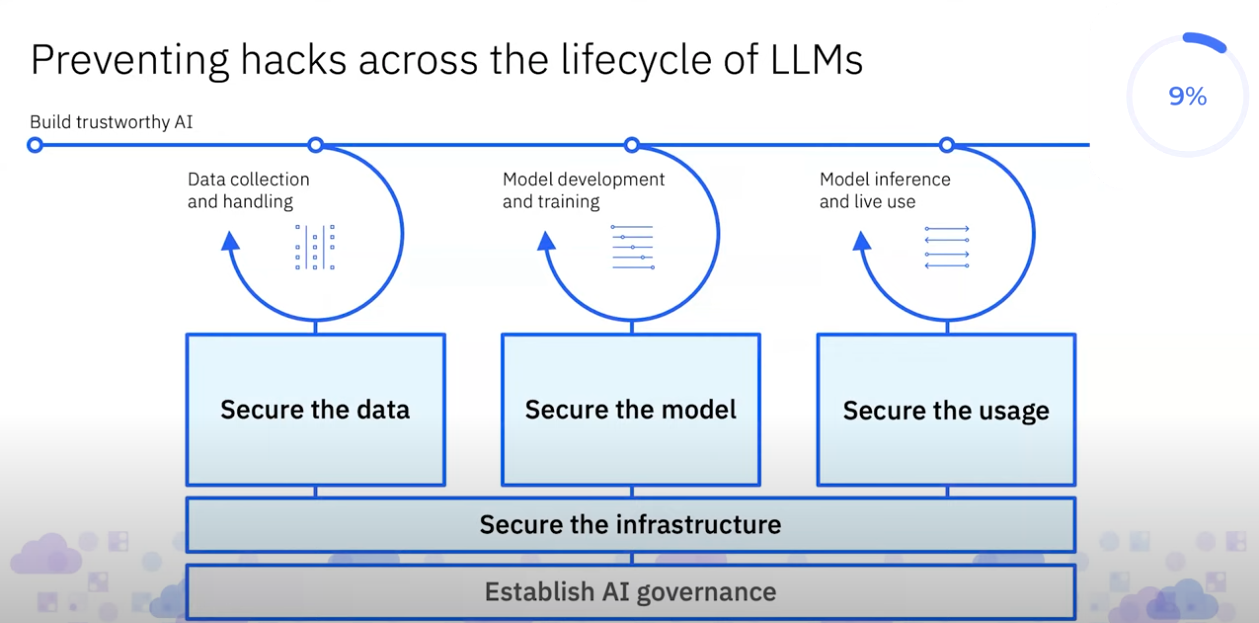 Preventing hacks across the lifecycle of LLMs
9%
Build trustworthy AI
Data collection
and handling
Model development
and training
Model inference
and live use
Secure the data
Secure the model
Secure the usage
Secure the infrastructure
Establish AI governance